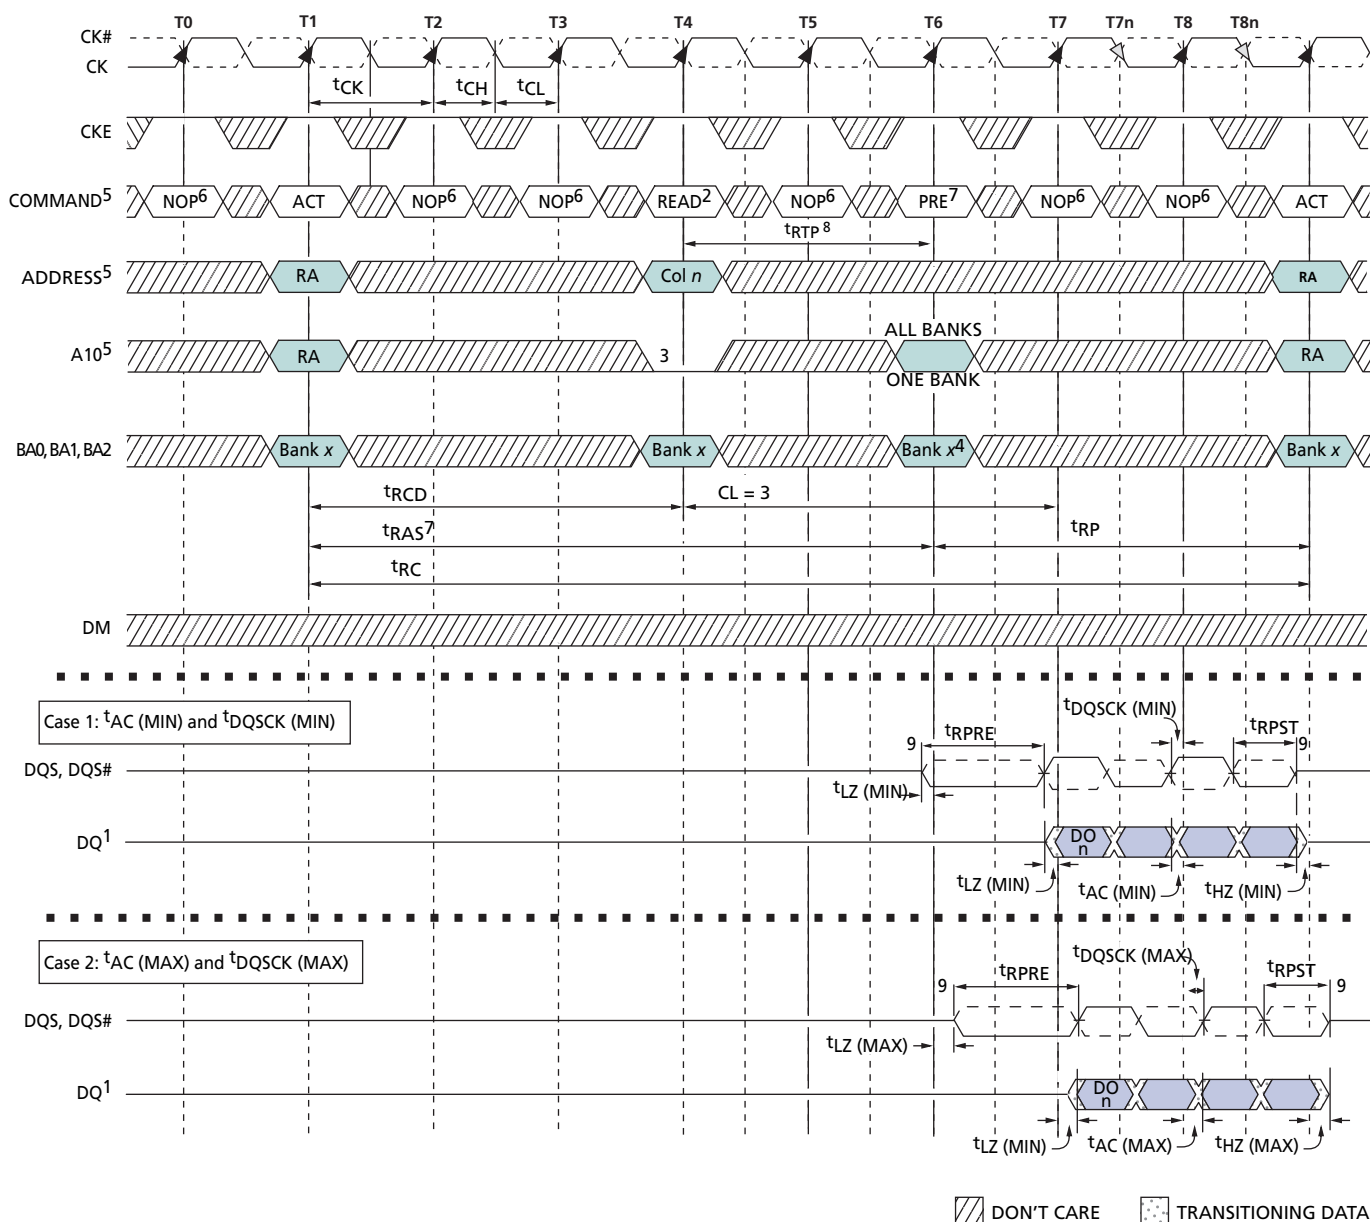 T0 T1 T2 T3 T4 T5 T6 T7 T7n T8 T8n
CK#
CK
tCK tCH tCL
CKE
COMMAND5 NOP6 ACT NOP6 NOP6 READ2 NOP6 PRE7 NOP6 NOP6 ACT
tRTP 8
ADDRESS5 RA Col n RA
ALL BANKS
A105 RA 3 RA
ONE BANK
BA0, BA1, BA2 Bank x Bank x Bank x4 Bank x
tRCD CL = 3
tRAS7 tRP
tRC
DM
Case 1: tAC (MIN) and tDQSCK (MIN)
tDQSCK (MIN)
9 tRPRE tRPST 9
DQS, DQS#
tLZ (MIN)
DQ1 DO
n
tLZ (MIN) tAC (MIN) tHZ (MIN)
Case 2: tAC (MAX) and tDQSCK (MAX)
tDQSCK (MAX)
9 tRPRE tRPST 9
DQS, DQS#
tLZ (MAX)
DQ1 DO
n
tLZ (MIN) tAC (MAX) tHZ (MAX)
DON'T CARE TRANSITIONING DATA